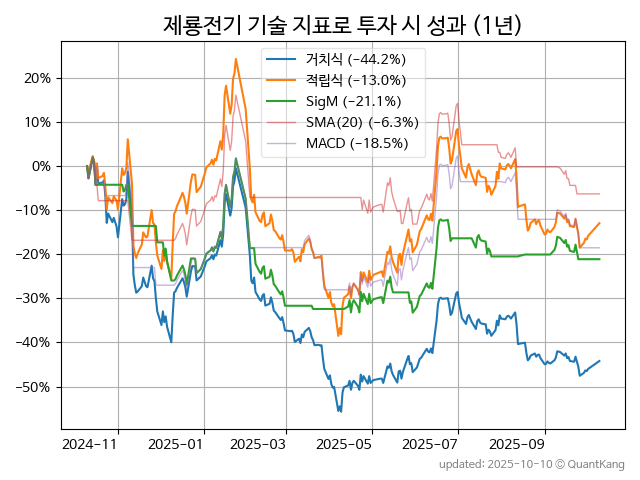 제룡전기 기술 지표로 투자 시 성과 (1년)
거치식 (−44.2%)
적립식 (−13.0%)
SigM (−21.1%)
SMA(20) (−6.3%)
MACD (−18.5%)
20%
10%
0%
−10%
−20%
−30%
−40%
−50%
2024−11 2025−01 2025−03 2025−05 2025−07 2025−09
updated: 2025-10-10 © QuantKang